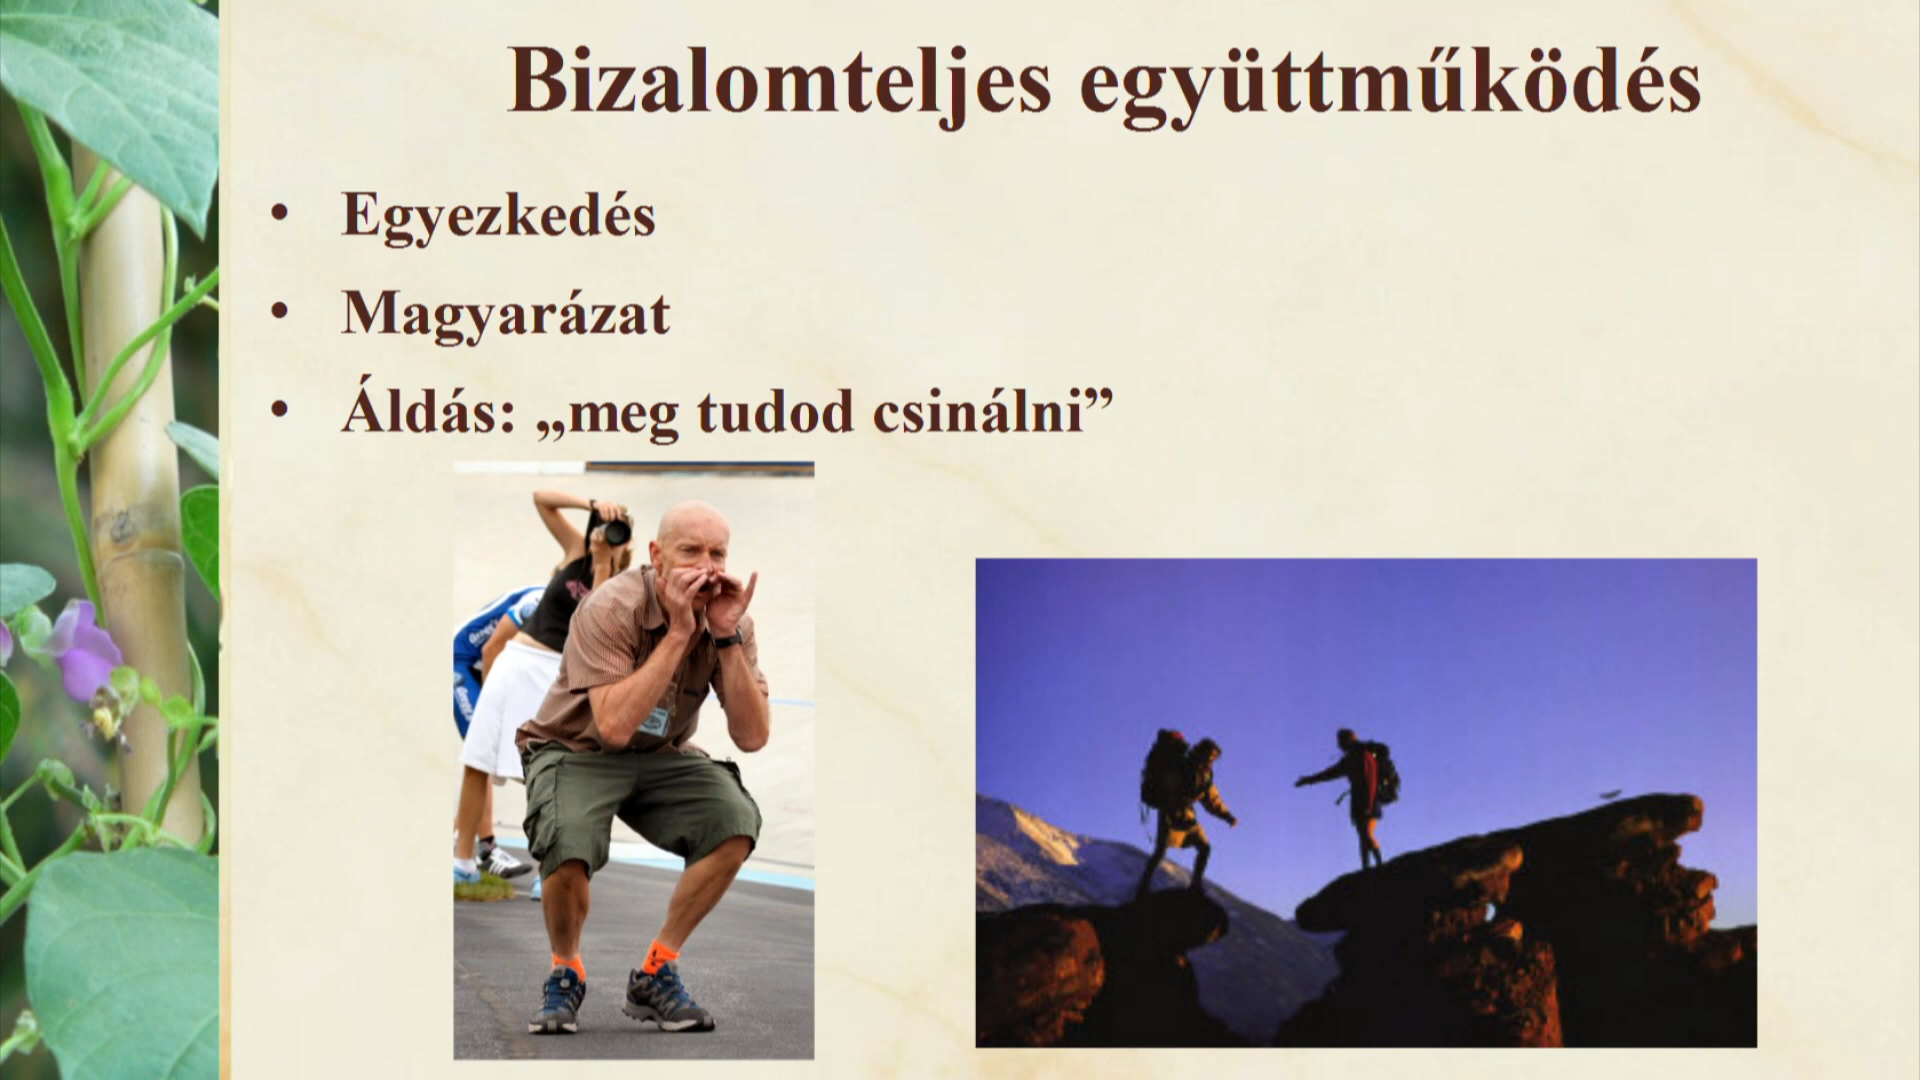 Bizalomteljes együttműködés
• Egyezkedés
• Magyarázat
• Áldás: „meg tudod csinálni”